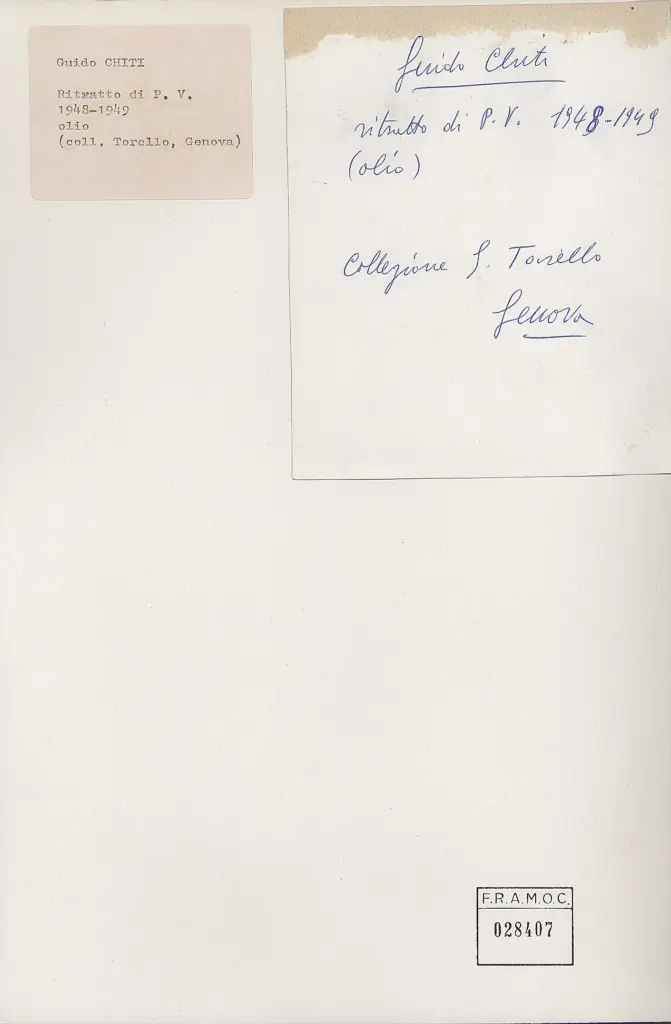 Guido CHITI
Ritratto di P. V.
1948-1949
olio
(coll. Torello, Genova)
Guido Chiti
ritratto di P. V. 1948-1949
(olio)
Collezione G. Torello
Genova
F.R.A.M.O.C.
028407